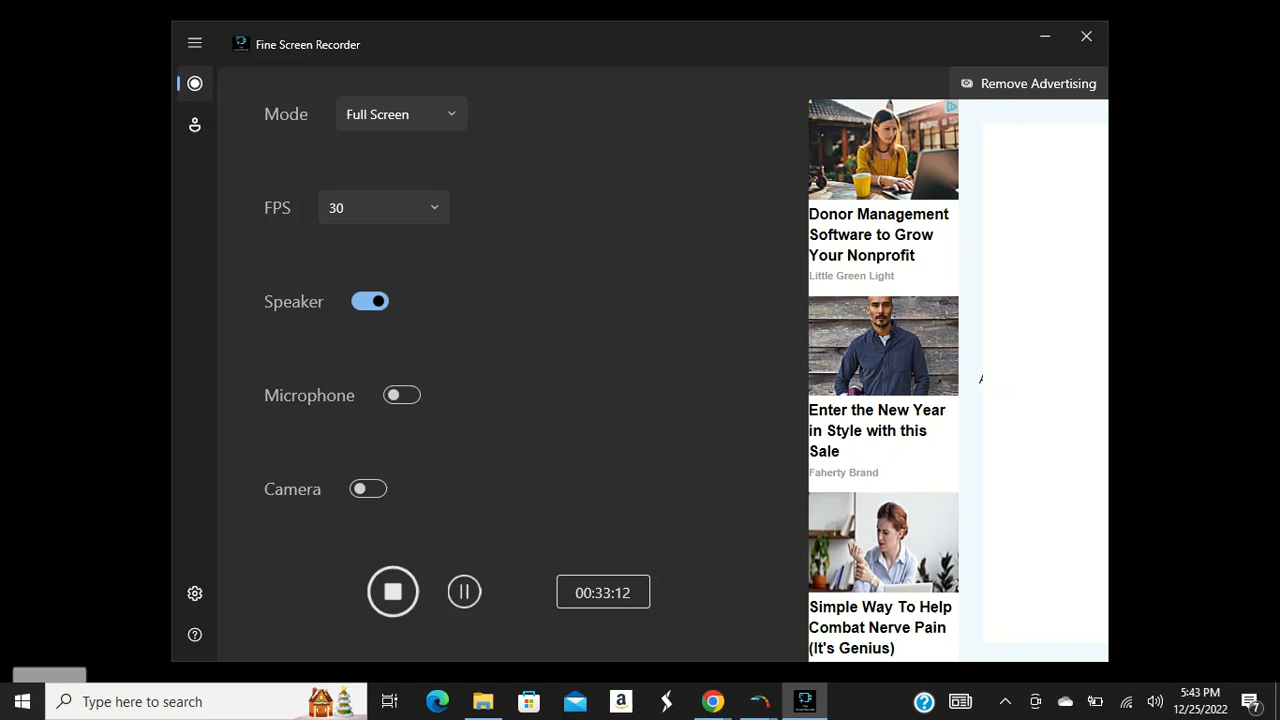 Fine Screen Recorder
Remove Advertising
Mode
Full Screen
FPS
30
Speaker
Microphone
Camera
00:33:12
Donor Management
Software to Grow
Your Nonprofit
Little Green Light
Enter the New Year
in Style with this
Sale
Faherty Brand
Simple Way To Help
Combat Nerve Pain
(It's Genius)
Type here to search
5:43 PM
12/25/2022
7